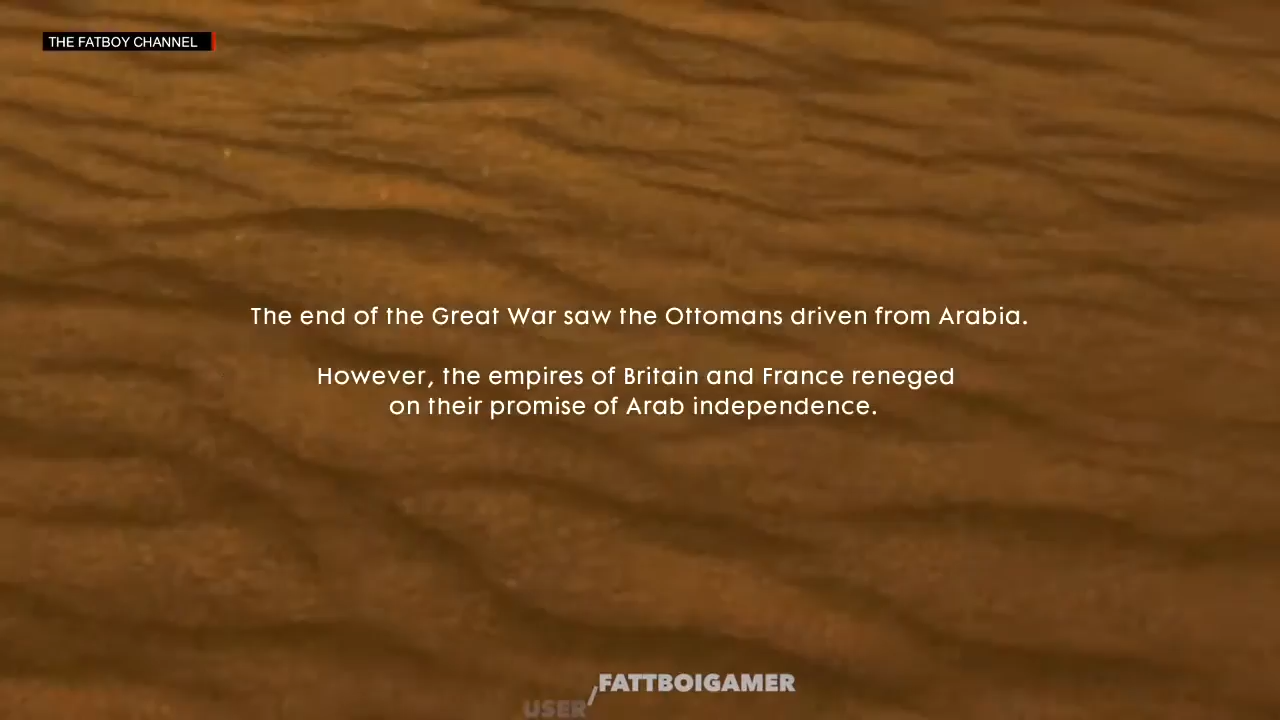 THE FATBOY CHANNEL
The end of the Great War saw the Ottomans driven from Arabia.
However, the empires of Britain and France reneged
on their promise of Arab independence.
/FATTBOIGAMER
USER